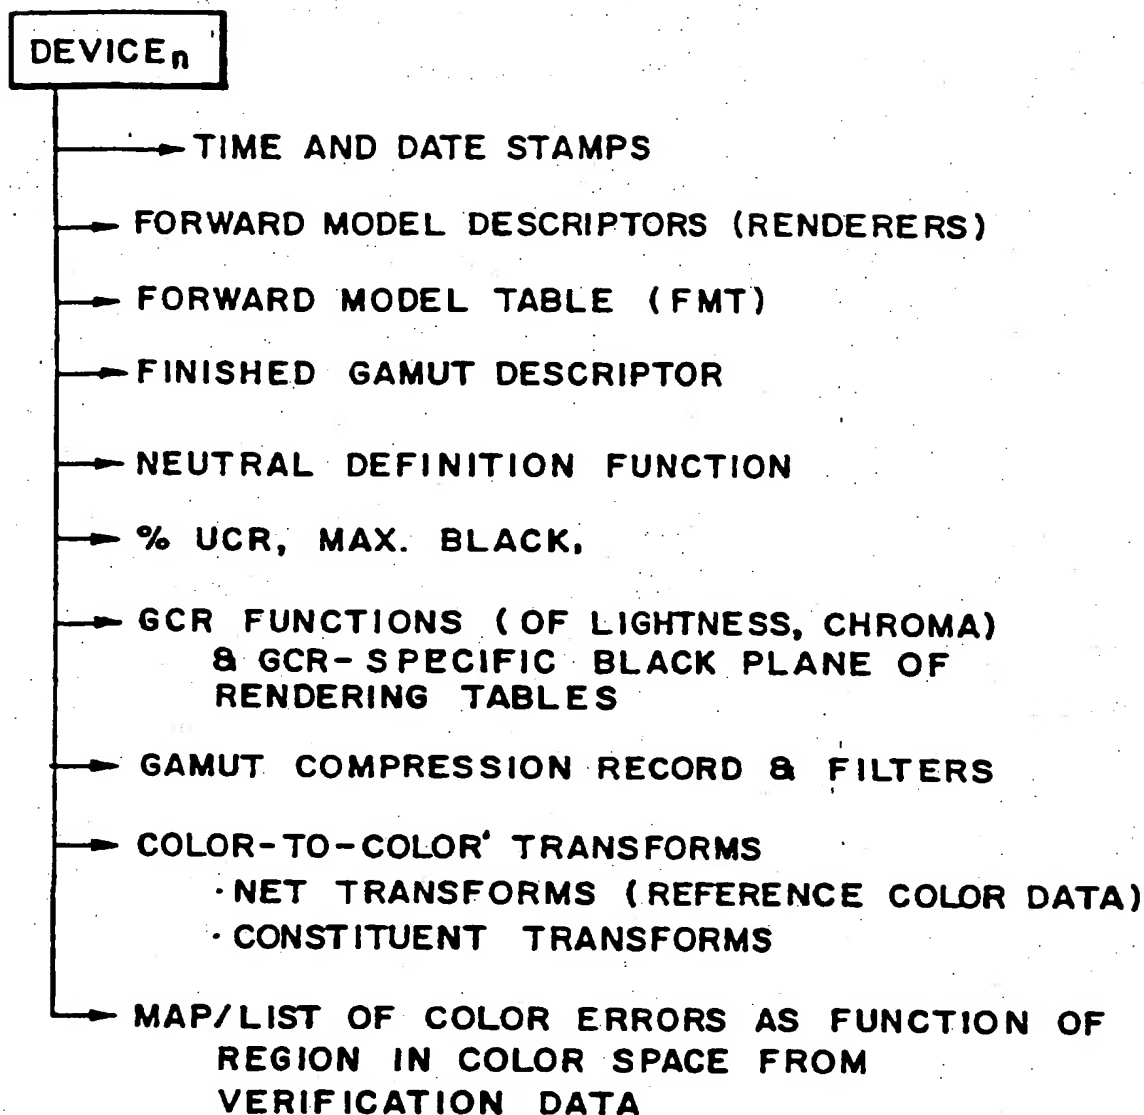 DEVICEn
TIME AND DATE STAMPS
FORWARD MODEL DESCRIPTORS (RENDERERS)
FORWARD MODEL TABLE (FMT)
FINISHED GAMUT DESCRIPTOR
NEUTRAL DEFINITION FUNCTION
% UCR, MAX. BLACK,
GCR FUNCTIONS (OF LIGHTNESS, CHROMA)
& GCR-SPECIFIC BLACK PLANE OF
RENDERING TABLES
GAMUT COMPRESSION RECORD & FILTERS
COLOR-TO-COLOR' TRANSFORMS
· NET TRANSFORMS (REFERENCE COLOR DATA)
· CONSTITUENT TRANSFORMS
MAP/LIST OF COLOR ERRORS AS FUNCTION OF
REGION IN COLOR SPACE FROM
VERIFICATION DATA